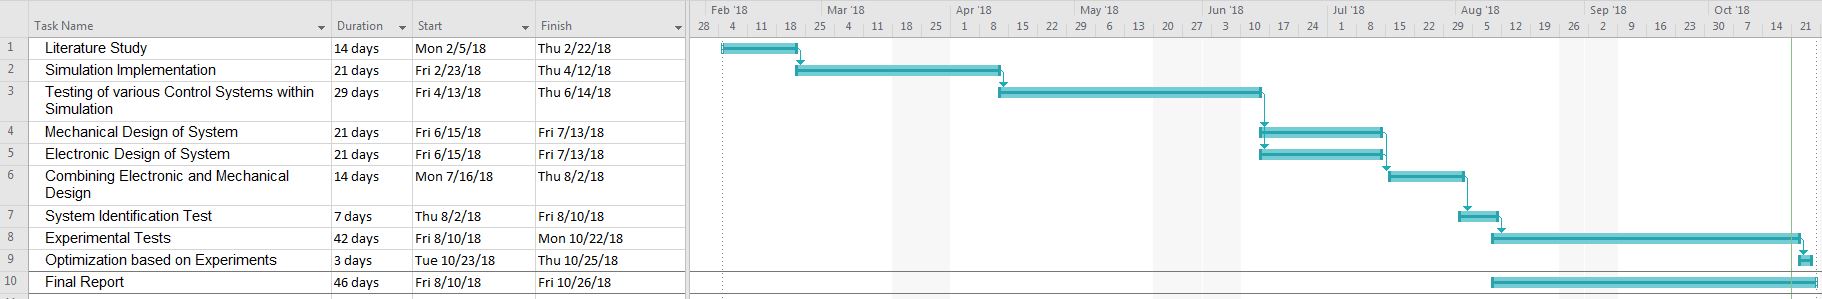 Feb '18 Mar '18 Apr '18 May '18 Jun '18 Jul '18 Aug '18 Sep '18 Oct '18
Task Name Duration Start Finish 28 4 11 18 25 4 11 18 25 1 8 15 22 29 6 13 20 27 3 10 17 24 1 8 15 22 29 5 12 19 26 2 9 16 23 30 7 14 21
1 Literature Study 14 days Mon 2/5/18 Thu 2/22/18
2 Simulation Implementation 21 days Fri 2/23/18 Thu 4/12/18
3 Testing of various Control Systems within 29 days Fri 4/13/18 Thu 6/14/18
Simulation
4 Mechanical Design of System 21 days Fri 6/15/18 Fri 7/13/18
5 Electronic Design of System 21 days Fri 6/15/18 Fri 7/13/18
6 Combining Electronic and Mechanical 14 days Mon 7/16/18 Thu 8/2/18
Design
7 System Identification Test 7 days Thu 8/2/18 Fri 8/10/18
8 Experimental Tests 42 days Fri 8/10/18 Mon 10/22/18
9 Optimization based on Experiments 3 days Tue 10/23/18 Thu 10/25/18
10 Final Report 46 days Fri 8/10/18 Fri 10/26/18